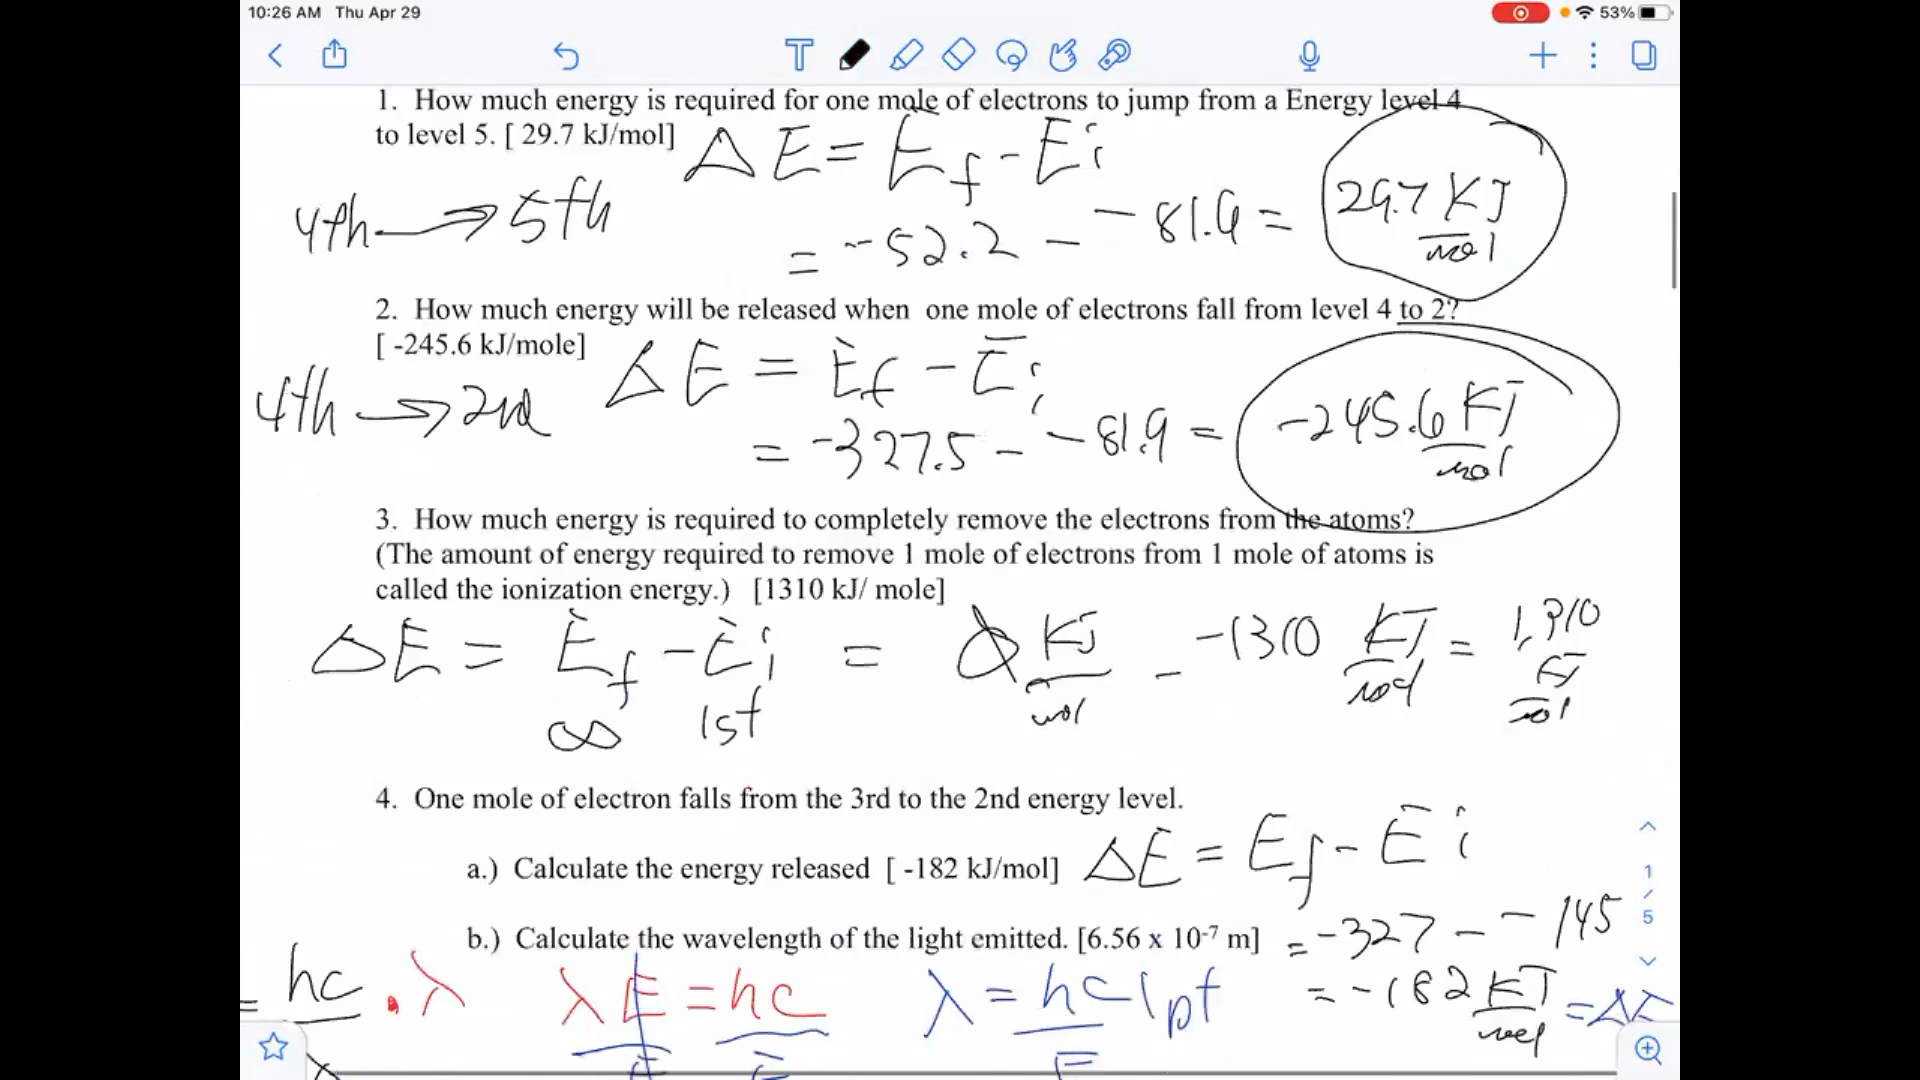 10:26 AM Thu Apr 29
53%
1. How much energy is required for one mole of electrons to jump from a Energy level 4
to level 5. [ 29.7 kJ/mol]
ΔE = Ef - Ei
4th → 5th
= -52.2 - -81.9 = 29.7 KJ/mol
2. How much energy will be released when one mole of electrons fall from level 4 to 2?
[ -245.6 kJ/mole]
ΔE = Ef - Ei
4th → 2nd
= -327.5 - -81.9 = -245.6 KJ/mol
3. How much energy is required to completely remove the electrons from the atoms?
(The amount of energy required to remove 1 mole of electrons from 1 mole of atoms is
called the ionization energy.) [1310 kJ/ mole]
ΔE = Ef - Ei = 0 KJ/mol - -1310 KJ/mol = 1,310 KJ/mol
∞ 1st
4. One mole of electron falls from the 3rd to the 2nd energy level.
a.) Calculate the energy released [ -182 kJ/mol]
ΔE = Ef - Ei
b.) Calculate the wavelength of the light emitted. [6.56 x 10⁻⁷ m]
= -327 - -145
= -182 KJ/mol = ΔE
= hc . λ
λE = hc
E E
λ = hc 1pt
E
1
/
5